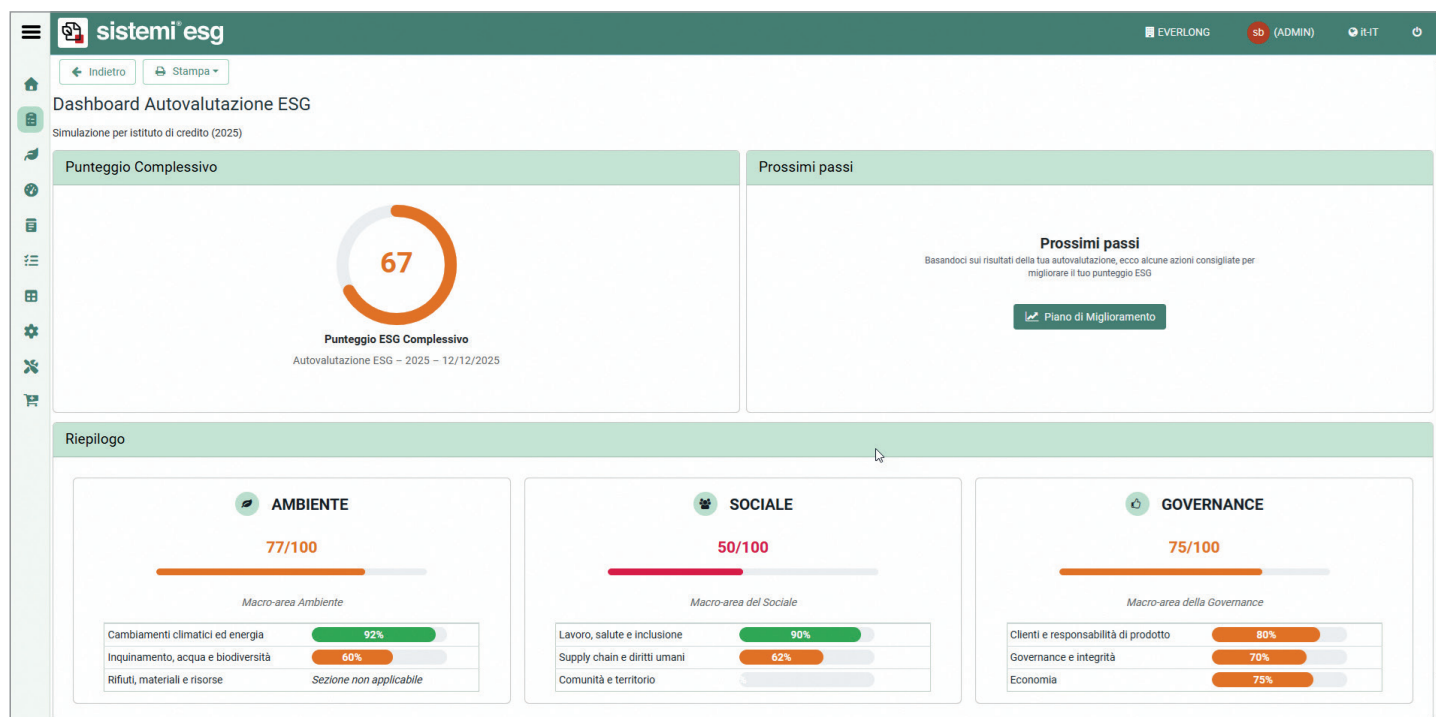 sistemi® esg
EVERLONG
sb (ADMIN)
it-IT
Indietro
Stampa
Dashboard Autovalutazione ESG
Simulazione per istituto di credito (2025)
Punteggio Complessivo
67
Punteggio ESG Complessivo
Autovalutazione ESG – 2025 – 12/12/2025
Prossimi passi
Prossimi passi
Basandoci sui risultati della tua autovalutazione, ecco alcune azioni consigliate per
migliorare il tuo punteggio ESG
Piano di Miglioramento
Riepilogo
AMBIENTE
77/100
Macro-area Ambiente
Cambiamenti climatici ed energia 92%
Inquinamento, acqua e biodiversità 60%
Rifiuti, materiali e risorse Sezione non applicabile
SOCIALE
50/100
Macro-area del Sociale
Lavoro, salute e inclusione 90%
Supply chain e diritti umani 62%
Comunità e territorio
GOVERNANCE
75/100
Macro-area della Governance
Clienti e responsabilità di prodotto 80%
Governance e integrità 70%
Economia 75%